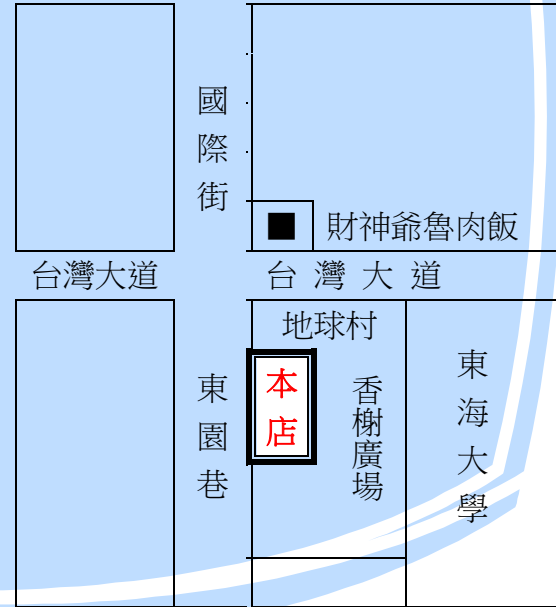 國際街
財神爺魯肉飯
台灣大道
台灣大道
地球村
東園巷
本店
香榭廣場
東海大學